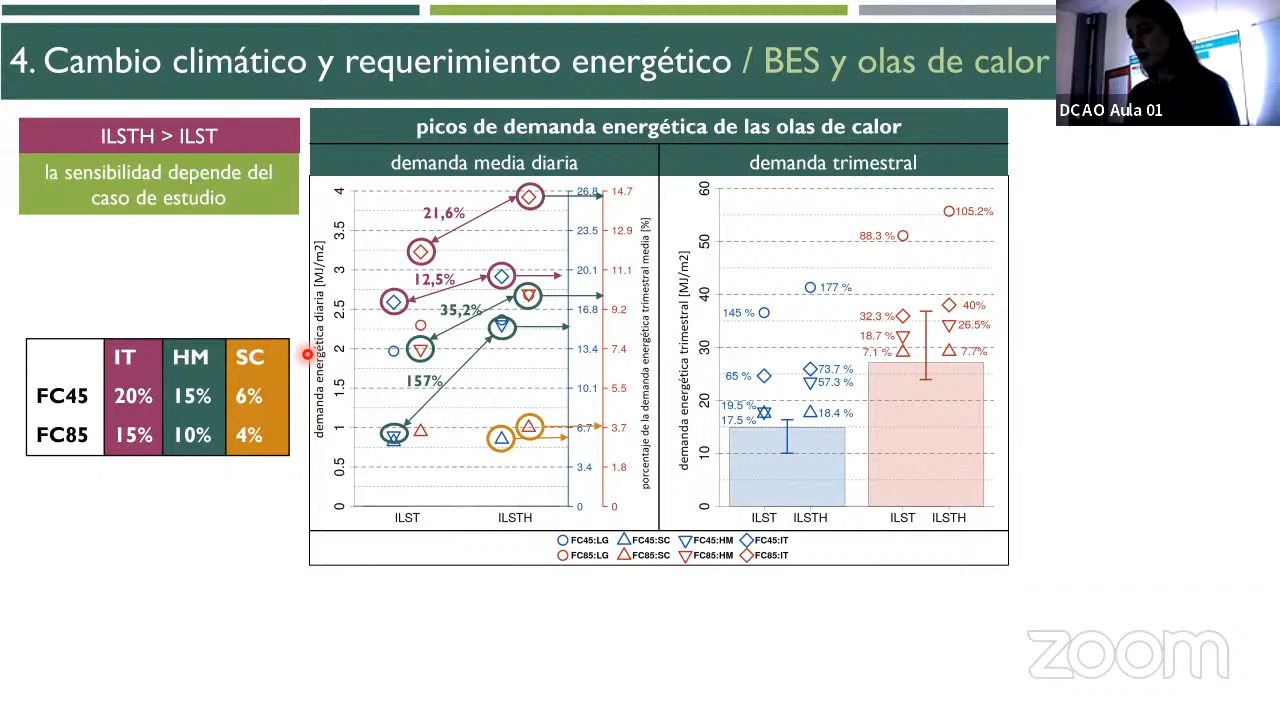 4. Cambio climático y requerimiento energético / BES y olas de calor
DCAO Aula 01
ILSTH > ILST
la sensibilidad depende del
caso de estudio
IT HM SC
FC45 20% 15% 6%
FC85 15% 10% 4%
picos de demanda energética de las olas de calor
demanda media diaria
demanda energética diaria [MJ/m2]
4
3.5
3
2.5
2
1.5
1
0.5
0
21,6%
12,5%
35,2%
157%
26.8 14.7
23.5 12.9
20.1 11.1
16.8 9.2
13.4 7.4
10.1 5.5
6.7 3.7
3.4 1.8
0 0
porcentaje de la demanda energética trimestral media [%]
ILST ILSTH
demanda trimestral
demanda energética trimestral [MJ/m2]
60
50
40
30
20
10
0
105.2%
88.3 %
177 %
145 %
40%
32.3 %
26.5%
18.7 %
7.1 %
7.7%
65 %
73.7 %
57.3 %
19.5 %
17.5 %
18.4 %
ILST ILSTH ILST ILSTH
FC45:LG FC45:SC FC45:HM FC45:IT
FC85:LG FC85:SC FC85:HM FC85:IT
zoom